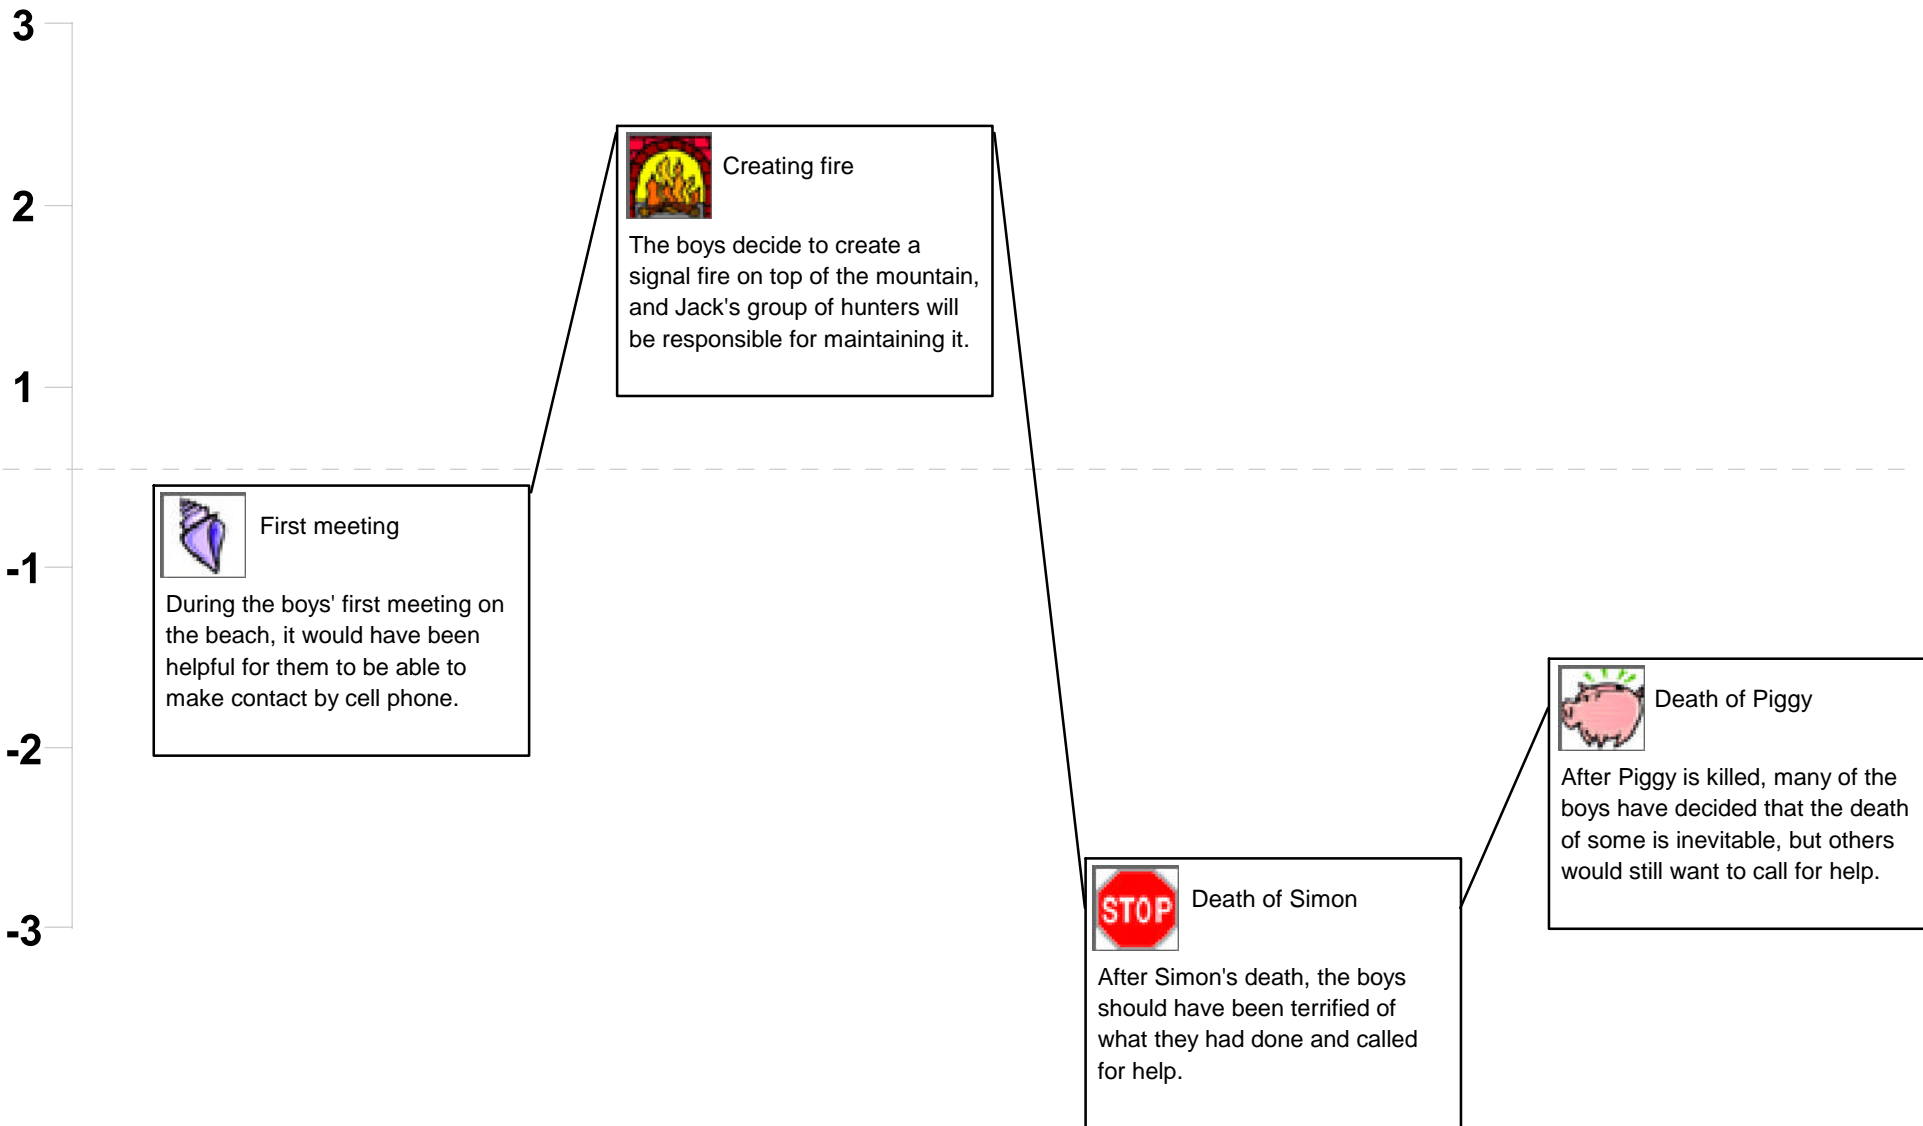 3
2
1
-1
-2
-3
First meeting
During the boys' first meeting on
the beach, it would have been
helpful for them to be able to
make contact by cell phone.
Creating fire
The boys decide to create a
signal fire on top of the mountain,
and Jack's group of hunters will
be responsible for maintaining it.
STOP
Death of Simon
After Simon's death, the boys
should have been terrified of
what they had done and called
for help.
Death of Piggy
After Piggy is killed, many of the
boys have decided that the death
of some is inevitable, but others
would still want to call for help.